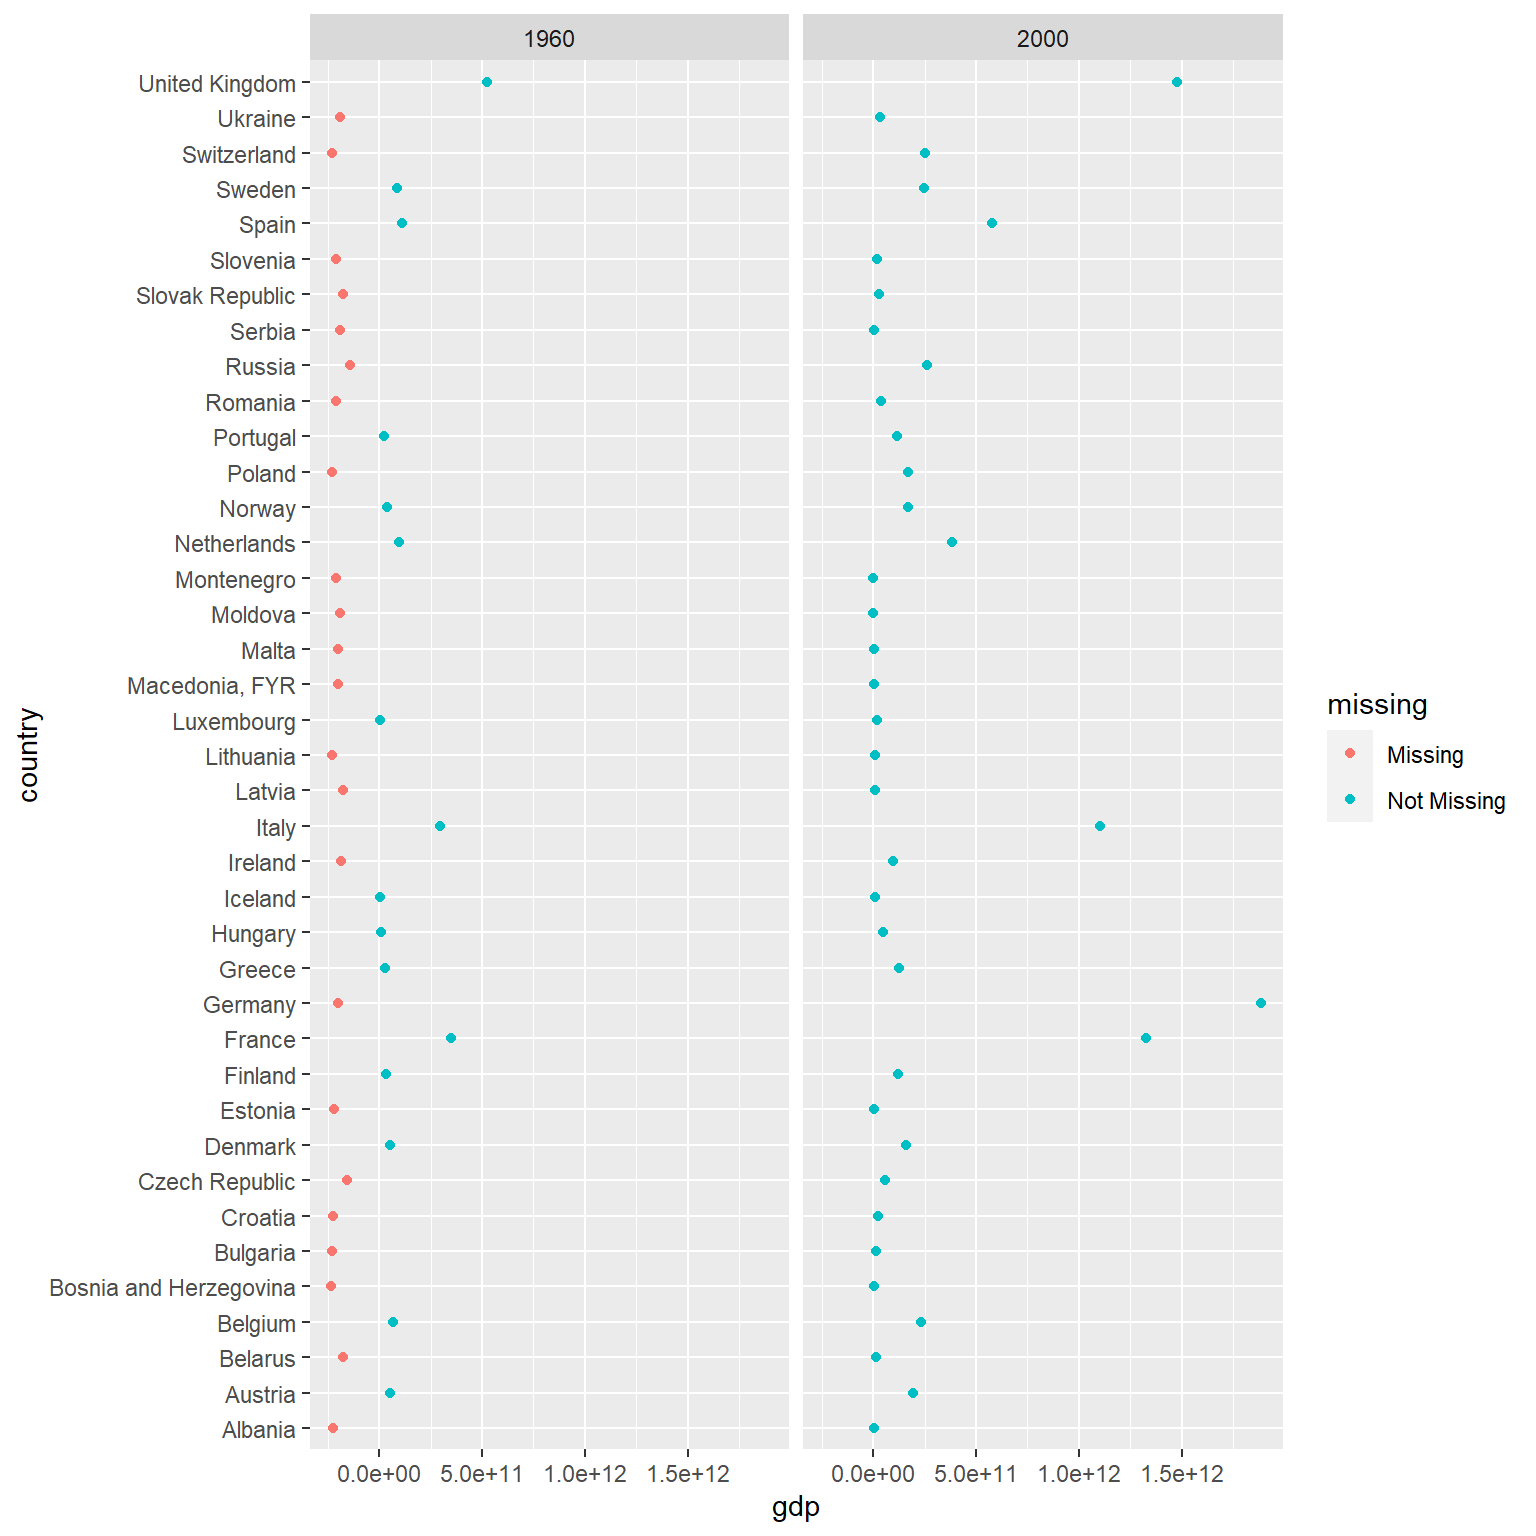 1960
2000
United Kingdom
Ukraine
Switzerland
Sweden
Spain
Slovenia
Slovak Republic
Serbia
Russia
Romania
Portugal
Poland
Norway
Netherlands
Montenegro
Moldova
Malta
Macedonia, FYR
Luxembourg
Lithuania
Latvia
Italy
Ireland
Iceland
Hungary
Greece
Germany
France
Finland
Estonia
Denmark
Czech Republic
Croatia
Bulgaria
Bosnia and Herzegovina
Belgium
Belarus
Austria
Albania
country
0.0e+00 5.0e+11 1.0e+12 1.5e+12
0.0e+00 5.0e+11 1.0e+12 1.5e+12
gdp
missing
Missing
Not Missing